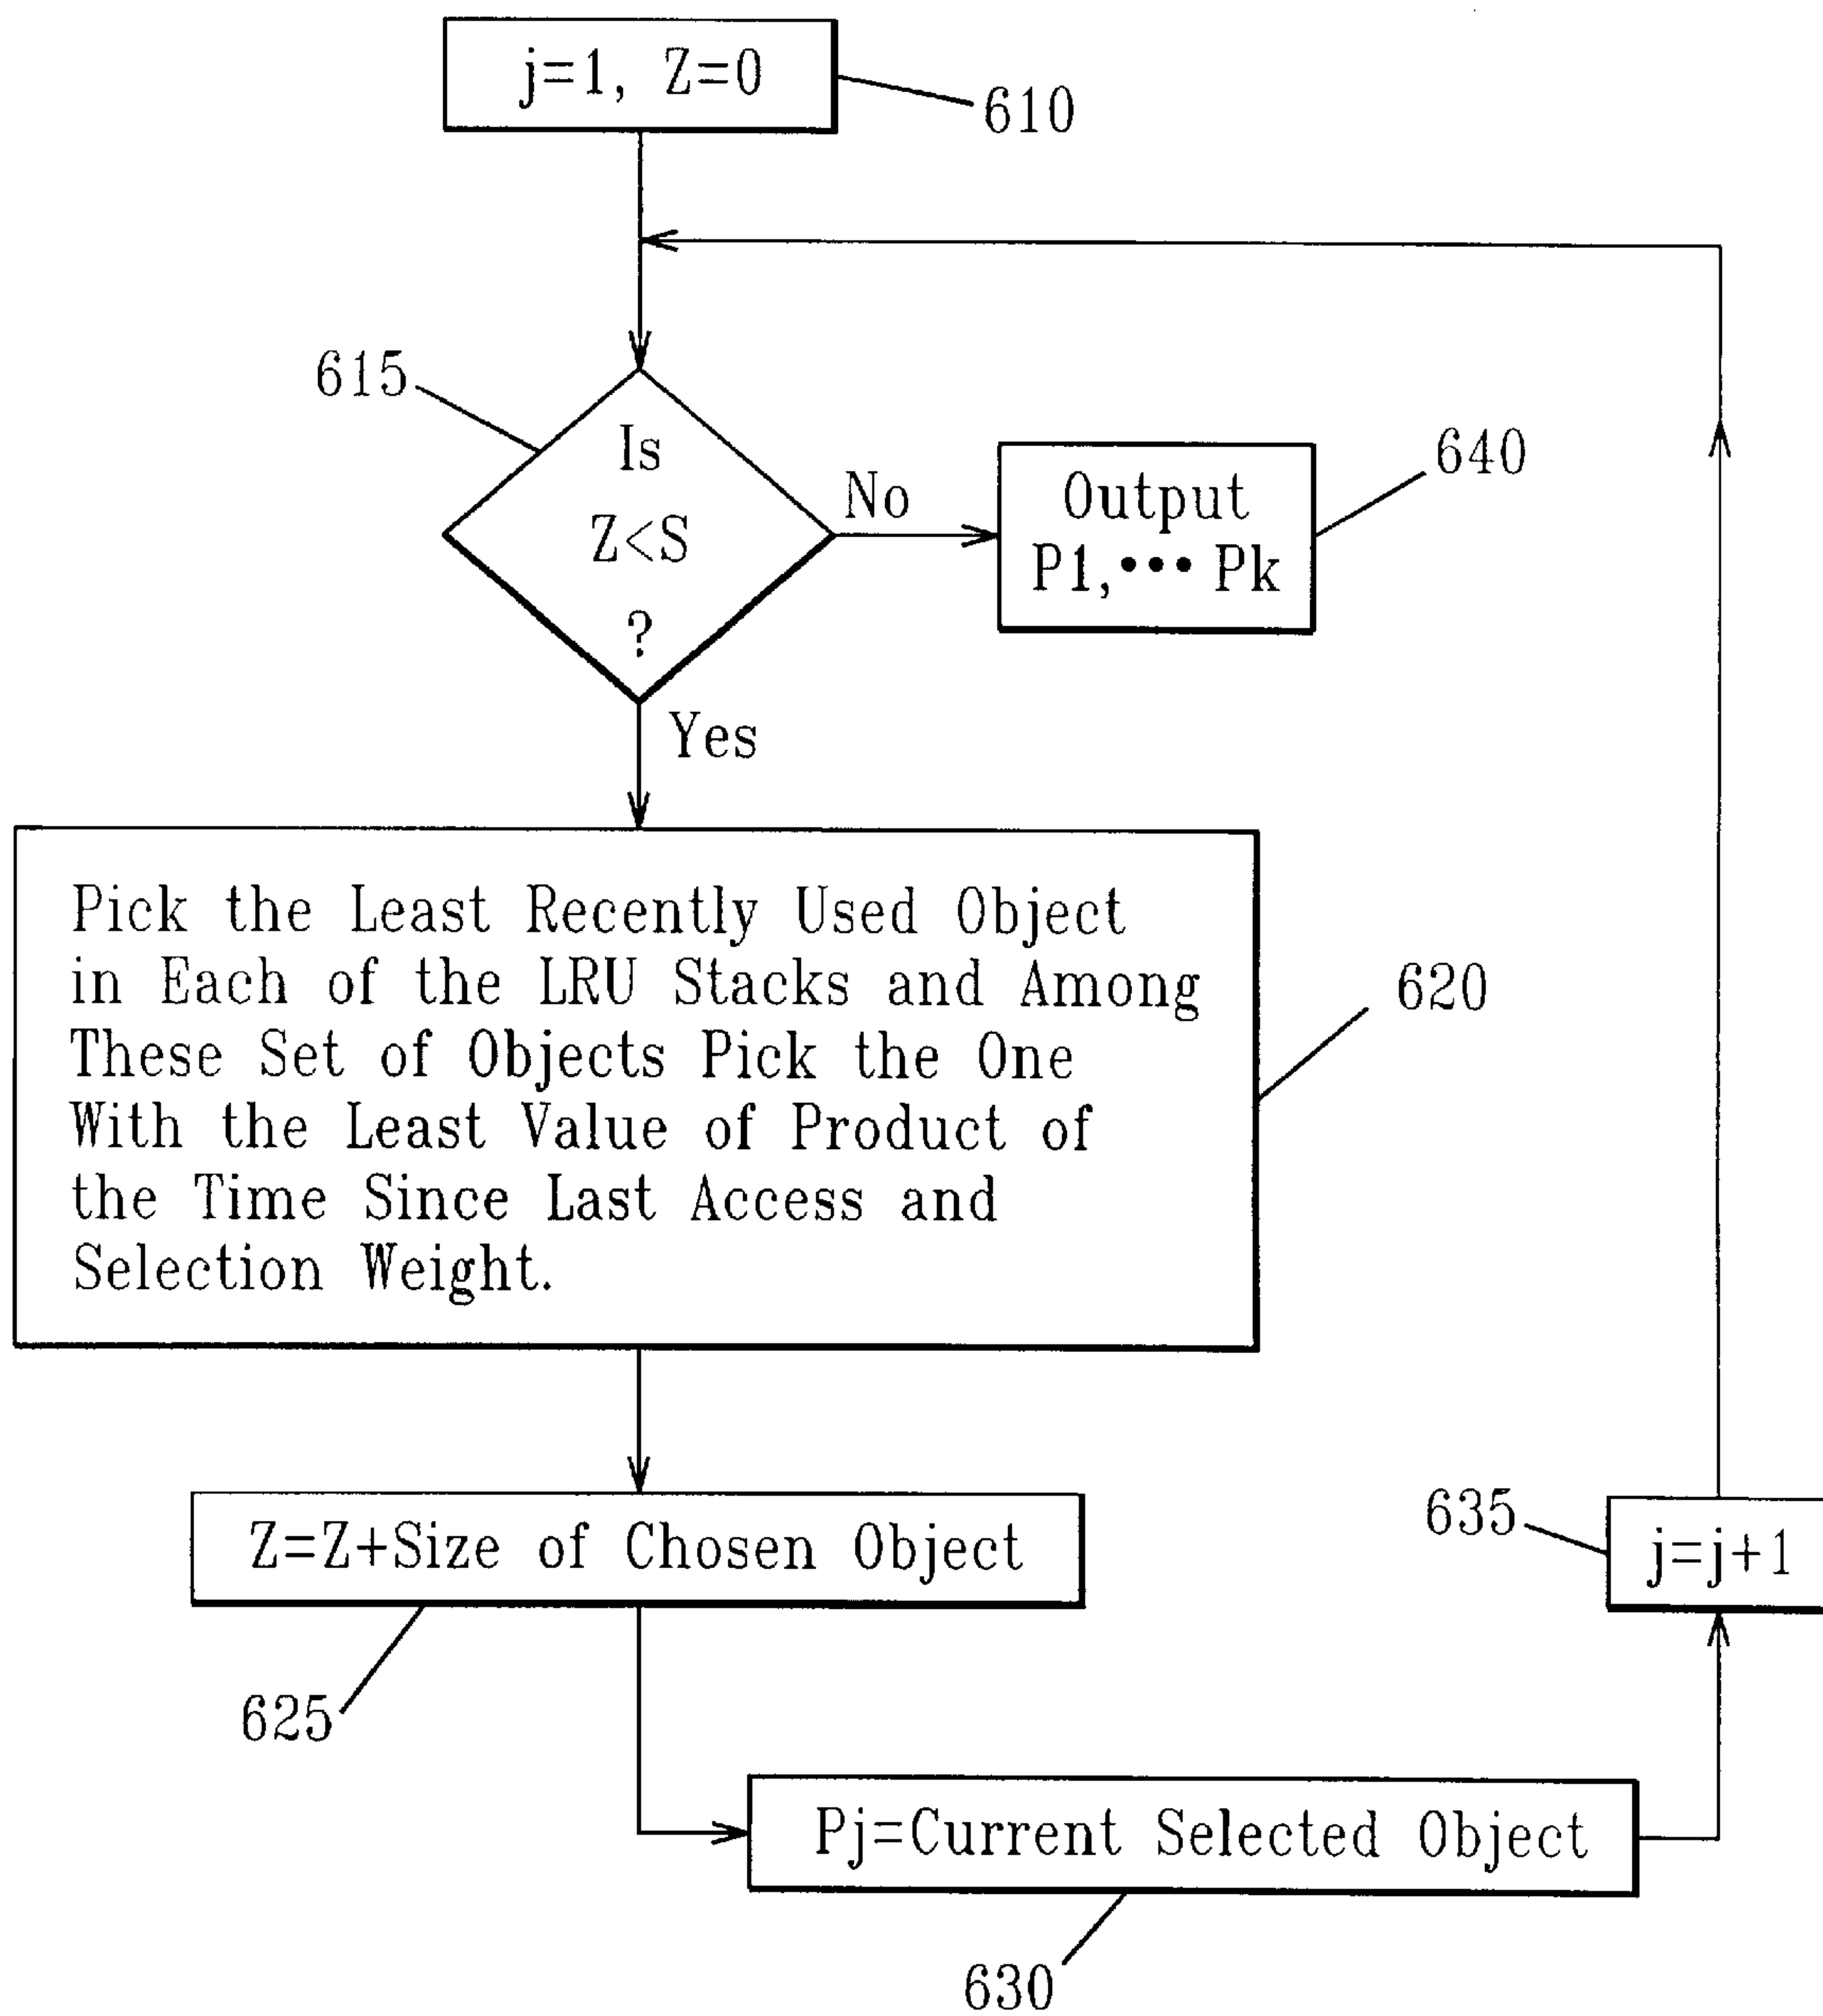 j=1, Z=0
610
615
Is
Z<S
?
No
Output
P1,••• Pk
640
Yes
Pick the Least Recently Used Object
in Each of the LRU Stacks and Among
These Set of Objects Pick the One
With the Least Value of Product of
the Time Since Last Access and
Selection Weight.
620
Z=Z+Size of Chosen Object
625
635
j=j+1
Pj=Current Selected Object
630